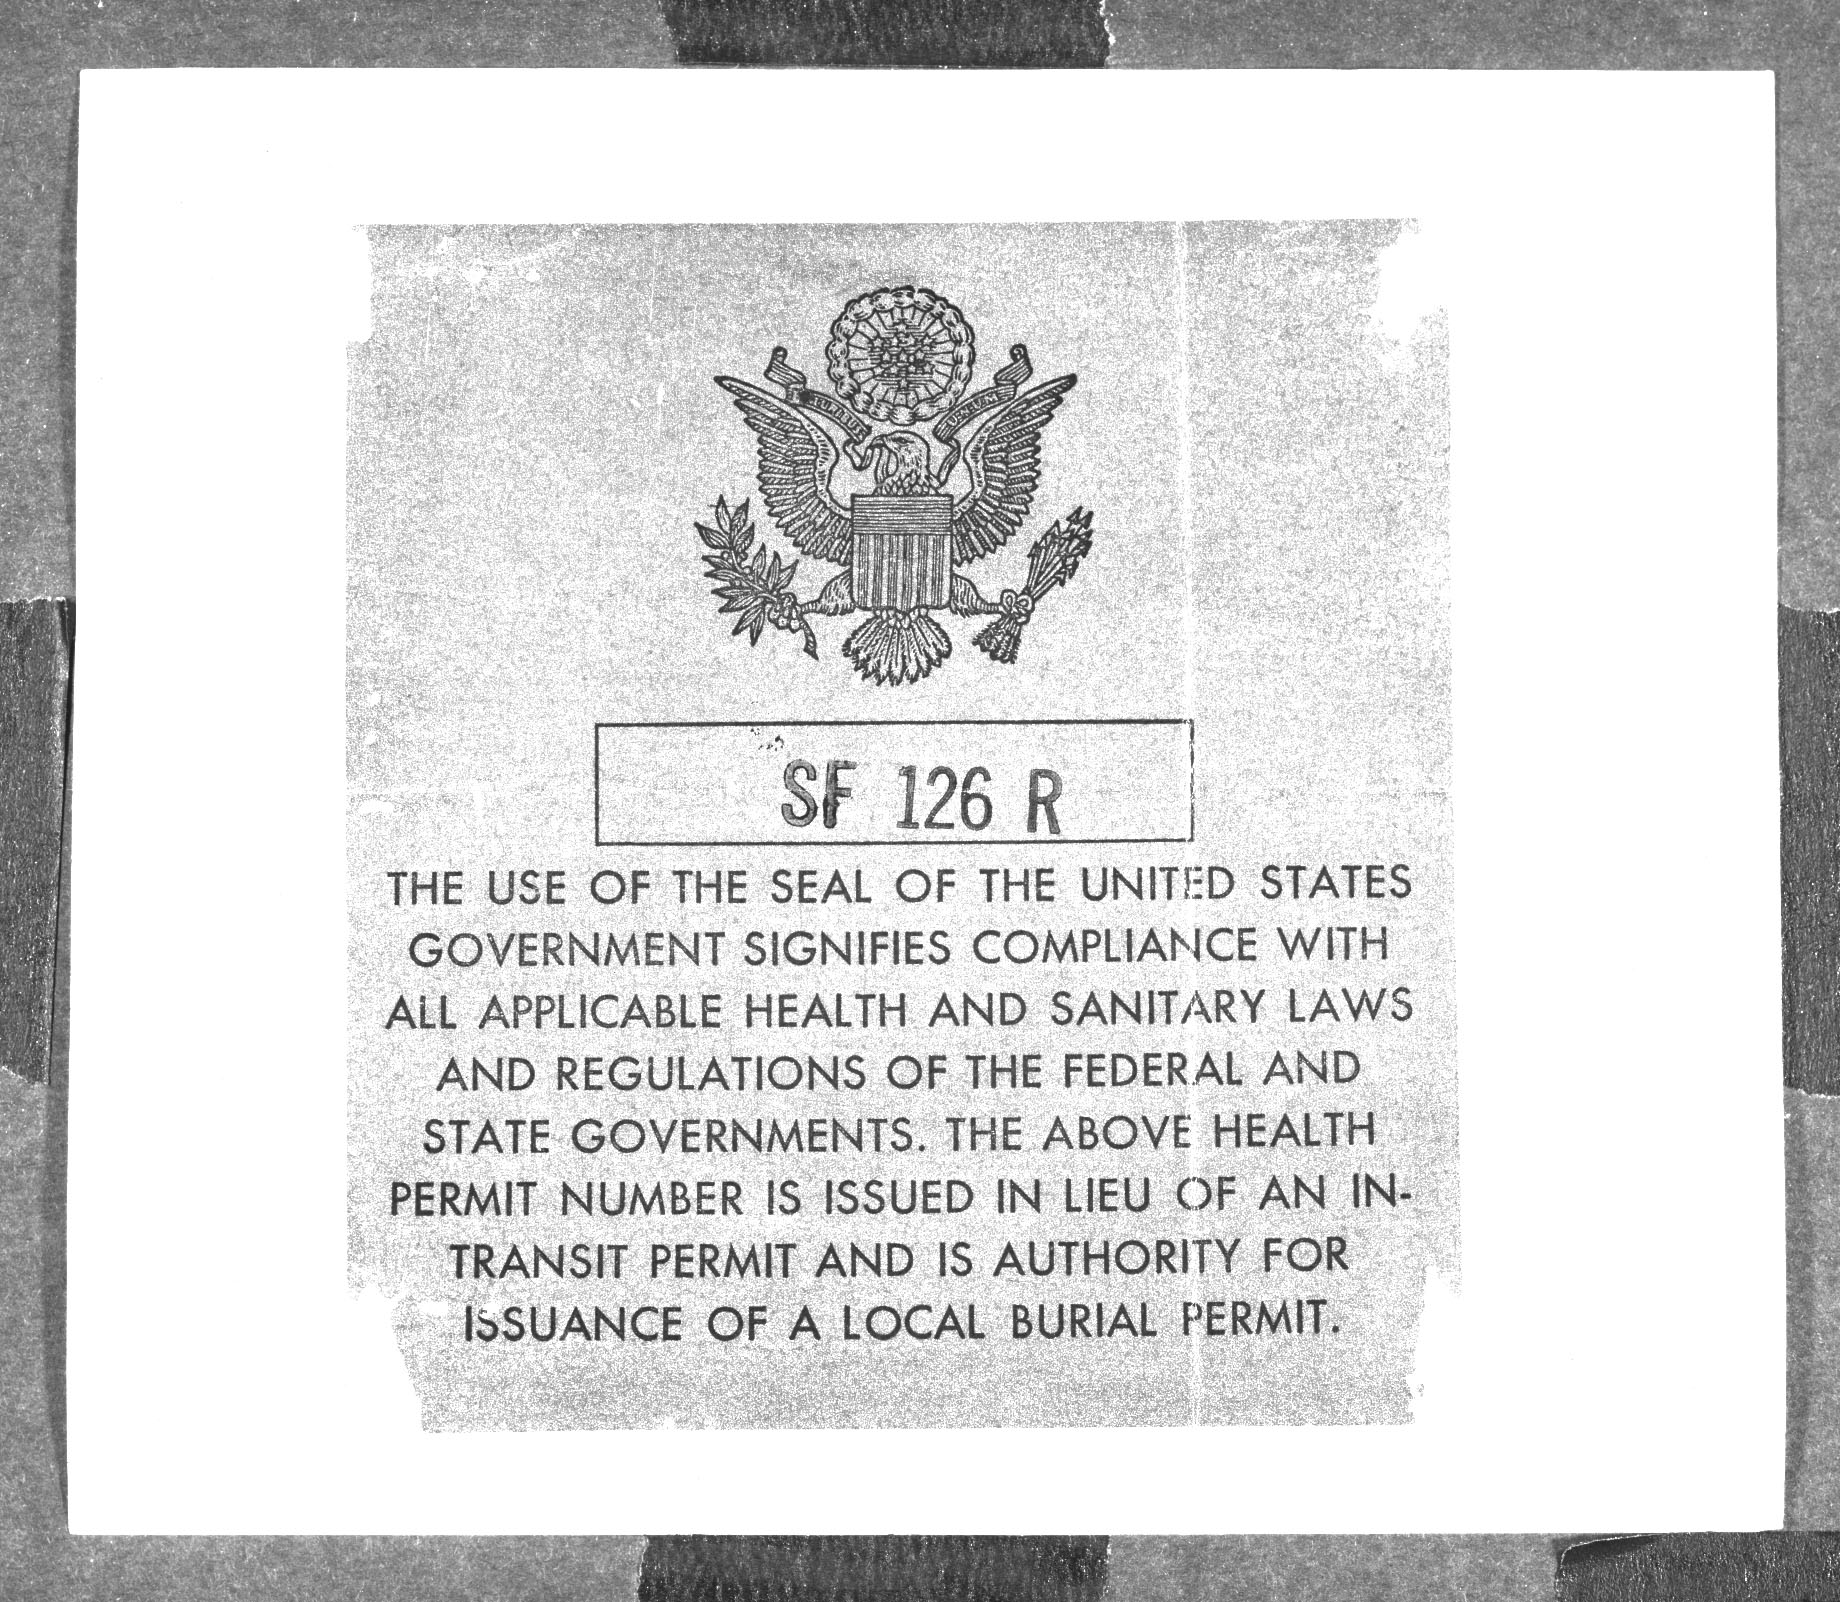 SF 126 R
THE USE OF THE SEAL OF THE UNITED STATES
GOVERNMENT SIGNIFIES COMPLIANCE WITH
ALL APPLICABLE HEALTH AND SANITARY LAWS
AND REGULATIONS OF THE FEDERAL AND
STATE GOVERNMENTS. THE ABOVE HEALTH
PERMIT NUMBER IS ISSUED IN LIEU OF AN IN-
TRANSIT PERMIT AND IS AUTHORITY FOR
ISSUANCE OF A LOCAL BURIAL PERMIT.